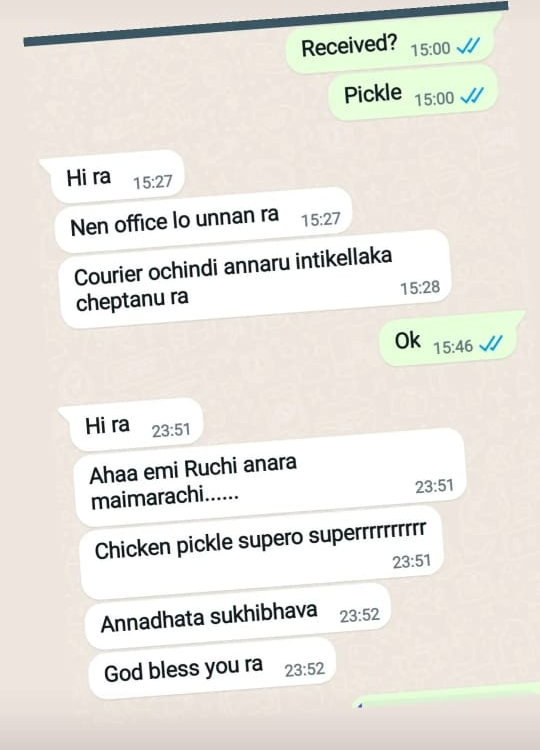 Received? 15:00
Pickle 15:00
Hi ra 15:27
Nen office lo unnan ra 15:27
Courier ochindi annaru intikellaka
cheptanu ra 15:28
Ok 15:46
Hi ra 23:51
Ahaa emi Ruchi anara
maimarachi...... 23:51
Chicken pickle supero superrrrrrrrrr
23:51
Annadhata sukhibhava 23:52
God bless you ra 23:52